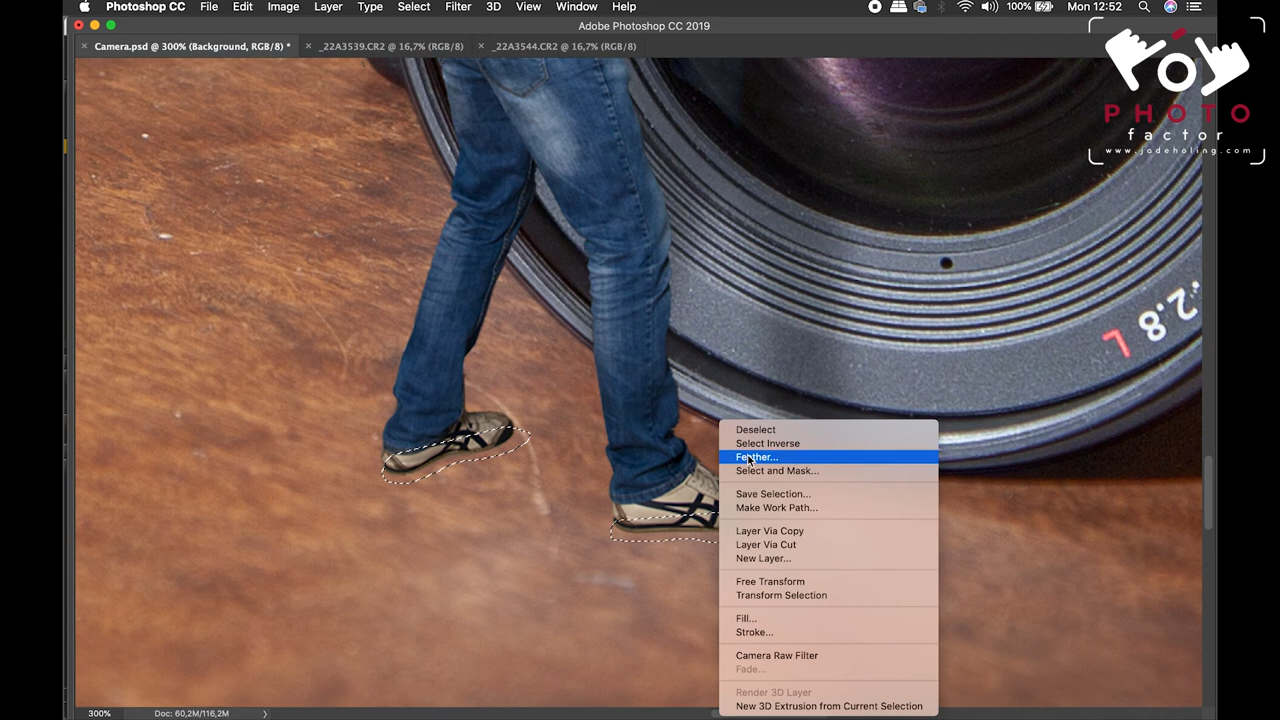 Photoshop CC File Edit Image Layer Type Select Filter 3D View Window Help 100% Mon 12:52
Adobe Photoshop CC 2019
Camera.psd @ 300% (Background, RGB/8) * _22A3539.CR2 @ 16,7% (RGB/8) _22A3544.CR2 @ 16,7% (RGB/8)
PHÓTO
factor
www.jadeholing.com
2.8 L
Deselect
Select Inverse
Feather...
Select and Mask...
Save Selection...
Make Work Path...
Layer Via Copy
Layer Via Cut
New Layer...
Free Transform
Transform Selection
Fill...
Stroke...
Camera Raw Filter
Fade...
Render 3D Layer
New 3D Extrusion from Current Selection
300% Doc: 60,2M/116,2M